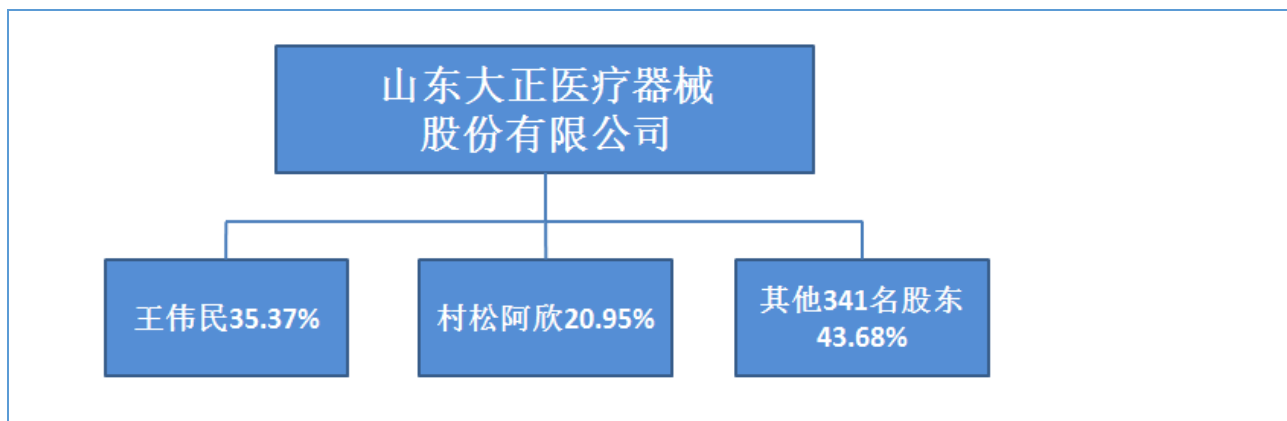 山东大正医疗器械
股份有限公司
王伟民35.37%
村松阿欣20.95%
其他341名股东
43.68%